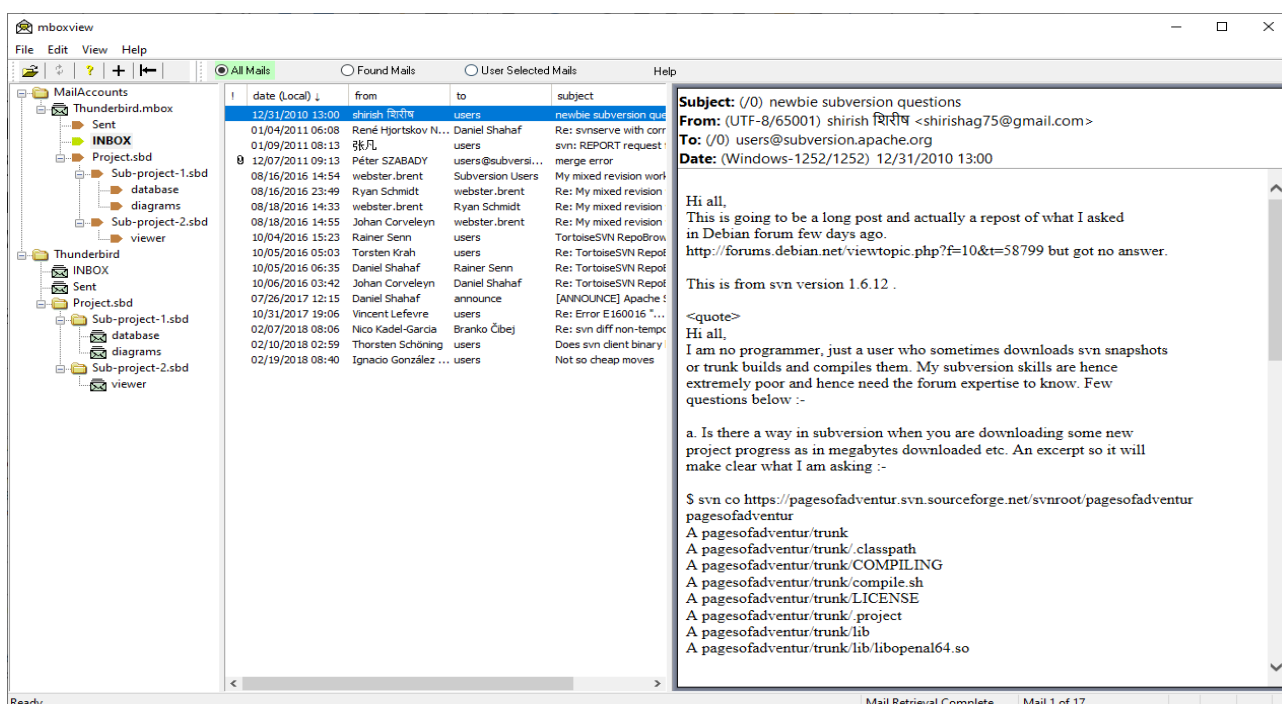 mboxview
File Edit View Help
All Mails Found Mails User Selected Mails Help
MailAccounts
Thunderbird.mbox
Sent
INBOX
Project.sbd
Sub-project-1.sbd
database
diagrams
Sub-project-2.sbd
viewer
Thunderbird
INBOX
Sent
Project.sbd
Sub-project-1.sbd
database
diagrams
Sub-project-2.sbd
viewer
! date (Local) ↓ from to subject
12/31/2010 13:00 shirish शिरीष users newbie subversion que
01/04/2011 06:08 René Hjortskov N... Daniel Shahaf Re: svnserve with corr
01/09/2011 08:13 张凡 users svn: REPORT request
12/07/2011 09:13 Péter SZABADY users@subversi... merge error
08/16/2016 14:54 webster.brent Subversion Users My mixed revision work
08/16/2016 23:49 Ryan Schmidt webster.brent Re: My mixed revision
08/18/2016 14:33 webster.brent Ryan Schmidt Re: My mixed revision
08/18/2016 14:55 Johan Corveleyn webster.brent Re: My mixed revision
10/04/2016 15:23 Rainer Senn users TortoiseSVN RepoBrow
10/05/2016 05:03 Torsten Krah users Re: TortoiseSVN RepoB
10/05/2016 06:35 Daniel Shahaf Rainer Senn Re: TortoiseSVN RepoB
10/06/2016 03:42 Johan Corveleyn Daniel Shahaf Re: TortoiseSVN RepoB
07/26/2017 12:15 Daniel Shahaf announce [ANNOUNCE] Apache S
10/31/2017 19:06 Vincent Lefevre users Re: Error E160016 "...
02/07/2018 08:06 Nico Kadel-Garcia Branko Čibej Re: svn diff non-tempo
02/10/2018 02:59 Thorsten Schöning users Does svn client binary
02/19/2018 08:40 Ignacio González ... users Not so cheap moves
Subject: (/0) newbie subversion questions
From: (UTF-8/65001) shirish शिरीष <shirishag75@gmail.com>
To: (/0) users@subversion.apache.org
Date: (Windows-1252/1252) 12/31/2010 13:00
Hi all,
This is going to be a long post and actually a repost of what I asked
in Debian forum few days ago.
http://forums.debian.net/viewtopic.php?f=10&t=58799 but got no answer.
This is from svn version 1.6.12 .
<quote>
Hi all,
I am no programmer, just a user who sometimes downloads svn snapshots
or trunk builds and compiles them. My subversion skills are hence
extremely poor and hence need the forum expertise to know. Few
questions below :-
a. Is there a way in subversion when you are downloading some new
project progress as in megabytes downloaded etc. An excerpt so it will
make clear what I am asking :-
$ svn co https://pagesofadventur.svn.sourceforge.net/svnroot/pagesofadventur
pagesofadventur
A pagesofadventur/trunk
A pagesofadventur/trunk/.classpath
A pagesofadventur/trunk/COMPILING
A pagesofadventur/trunk/compile.sh
A pagesofadventur/trunk/LICENSE
A pagesofadventur/trunk/.project
A pagesofadventur/trunk/lib
A pagesofadventur/trunk/lib/libopenal64.so
Ready Mail Retrieval Complete Mail 1 of 17